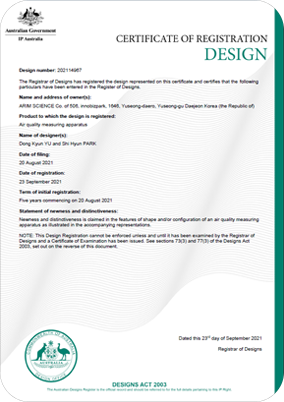 Australian Government
IP Australia
CERTIFICATE OF REGISTRATION
DESIGN
Design number: 202114967
The Registrar of Designs has registered the design represented on this certificate and certifies that the following
particulars have been entered in the Register of Designs.
Name and address of owner(s):
ARIM SCIENCE Co. of 506, innobizpark, 1646, Yuseong-daero, Yuseong-gu Daejeon Korea (the Republic of)
Product to which the design is registered:
Air quality measuring apparatus
Name of designer(s):
Dong Kyun YU and Shi Hyun PARK
Date of filing:
20 August 2021
Date of registration:
23 September 2021
Term of initial registration:
Five years commencing on 20 August 2021
Statement of newness and distinctiveness:
Newness and distinctiveness is claimed in the features of shape and/or configuration of an air quality measuring
apparatus as illustrated in the accompanying representations.
NOTE: This Design Registration cannot be enforced unless and until it has been examined by the Registrar of
Designs and a Certificate of Examination has been issued. See sections 73(3) and 77(3) of the Designs Act
2003, set out on the reverse of this document.
Dated this 23rd day of September 2021
Registrar of Designs
DESIGNS ACT 2003
The Australian Designs Register is the official record and should be referred to for the full details pertaining to this IP Right.